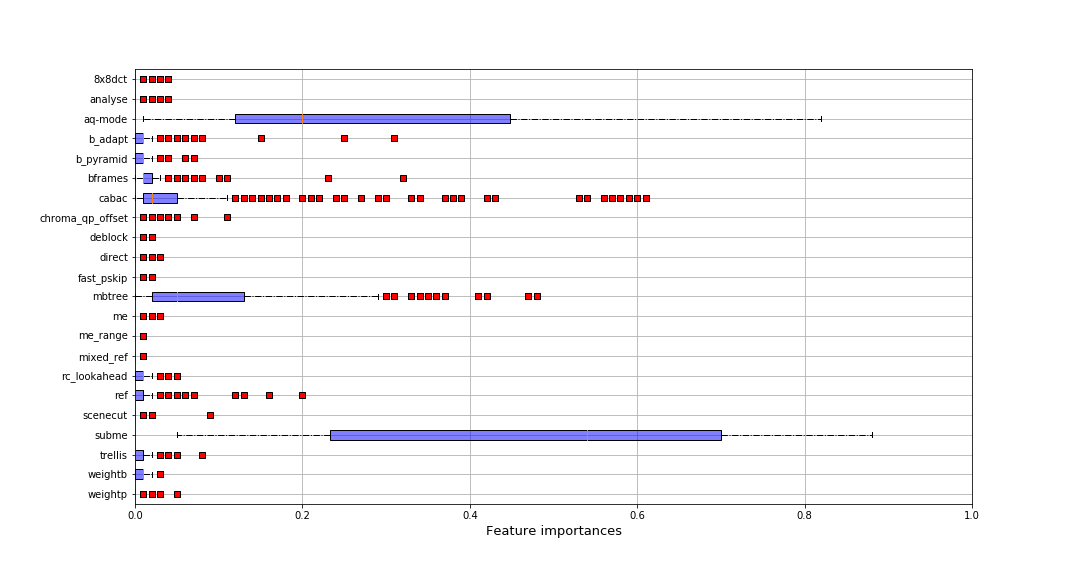 8x8dct
analyse
aq-mode
b_adapt
b_pyramid
bframes
cabac
chroma_qp_offset
deblock
direct
fast_pskip
mbtree
me
me_range
mixed_ref
rc_lookahead
ref
scenecut
subme
trellis
weightb
weightp
0.0 0.2 0.4 0.6 0.8 1.0
Feature importances